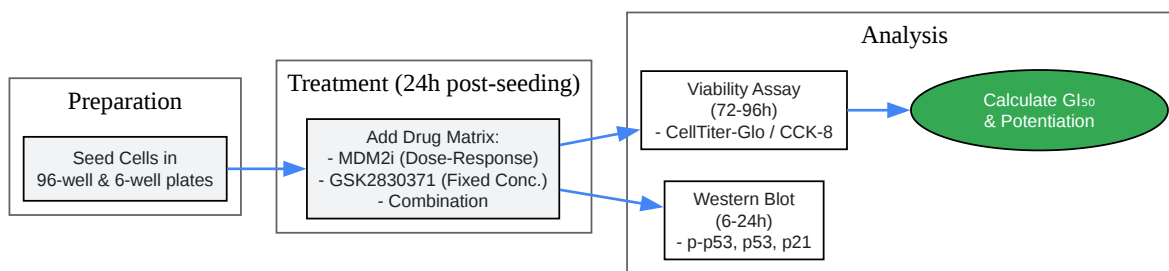 Preparation
Seed Cells in
96-well & 6-well plates
Treatment (24h post-seeding)
Add Drug Matrix:
- MDM2i (Dose-Response)
- GSK2830371 (Fixed Conc.)
- Combination
Analysis
Viability Assay
(72-96h)
- CellTiter-Glo / CCK-8
Calculate GI₅₀
& Potentiation
Western Blot
(6-24h)
- p-p53, p53, p21